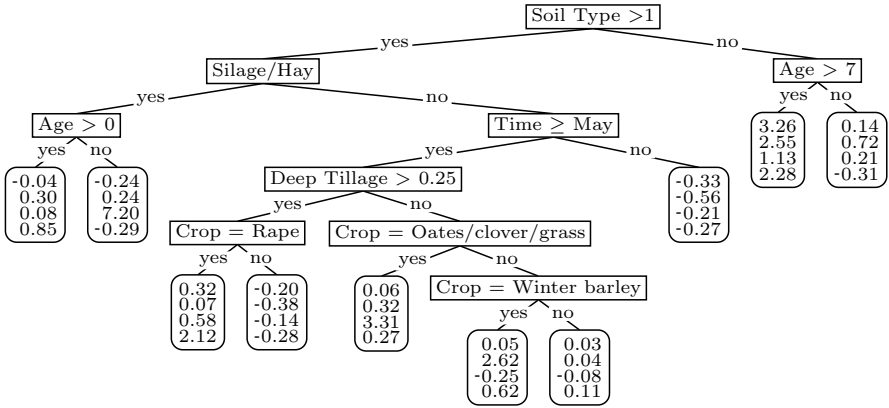 Soil Type >1
yes
no
Silage/Hay
Age > 7
yes
no
yes
no
Age > 0
Time ≥ May
3.26
2.55
1.13
2.28
0.14
0.72
0.21
-0.31
yes
no
yes
no
-0.04
0.30
0.08
0.85
-0.24
0.24
7.20
-0.29
Deep Tillage > 0.25
-0.33
-0.56
-0.21
-0.27
yes
no
Crop = Rape
Crop = Oates/clover/grass
yes
no
yes
no
0.32
0.07
0.58
2.12
-0.20
-0.38
-0.14
-0.28
0.06
0.32
3.31
0.27
Crop = Winter barley
yes
no
0.05
2.62
-0.25
0.62
0.03
0.04
-0.08
0.11